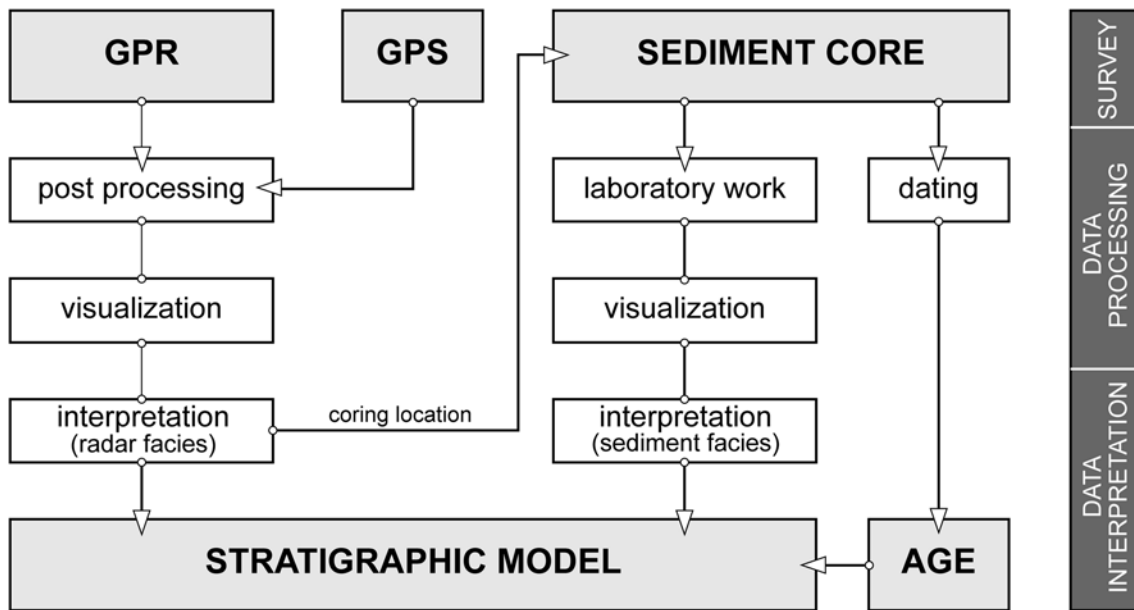 GPR
GPS
SEDIMENT CORE
post processing
laboratory work
dating
visualization
visualization
interpretation
(radar facies)
coring location
interpretation
(sediment facies)
STRATIGRAPHIC MODEL
AGE
SURVEY
DATA
PROCESSING
DATA
INTERPRETATION